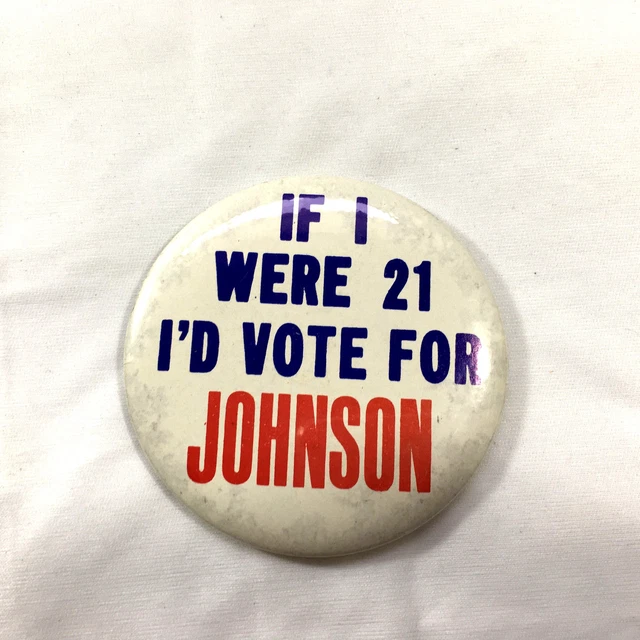 IF I
WERE 21
I'D VOTE FOR
JOHNSON